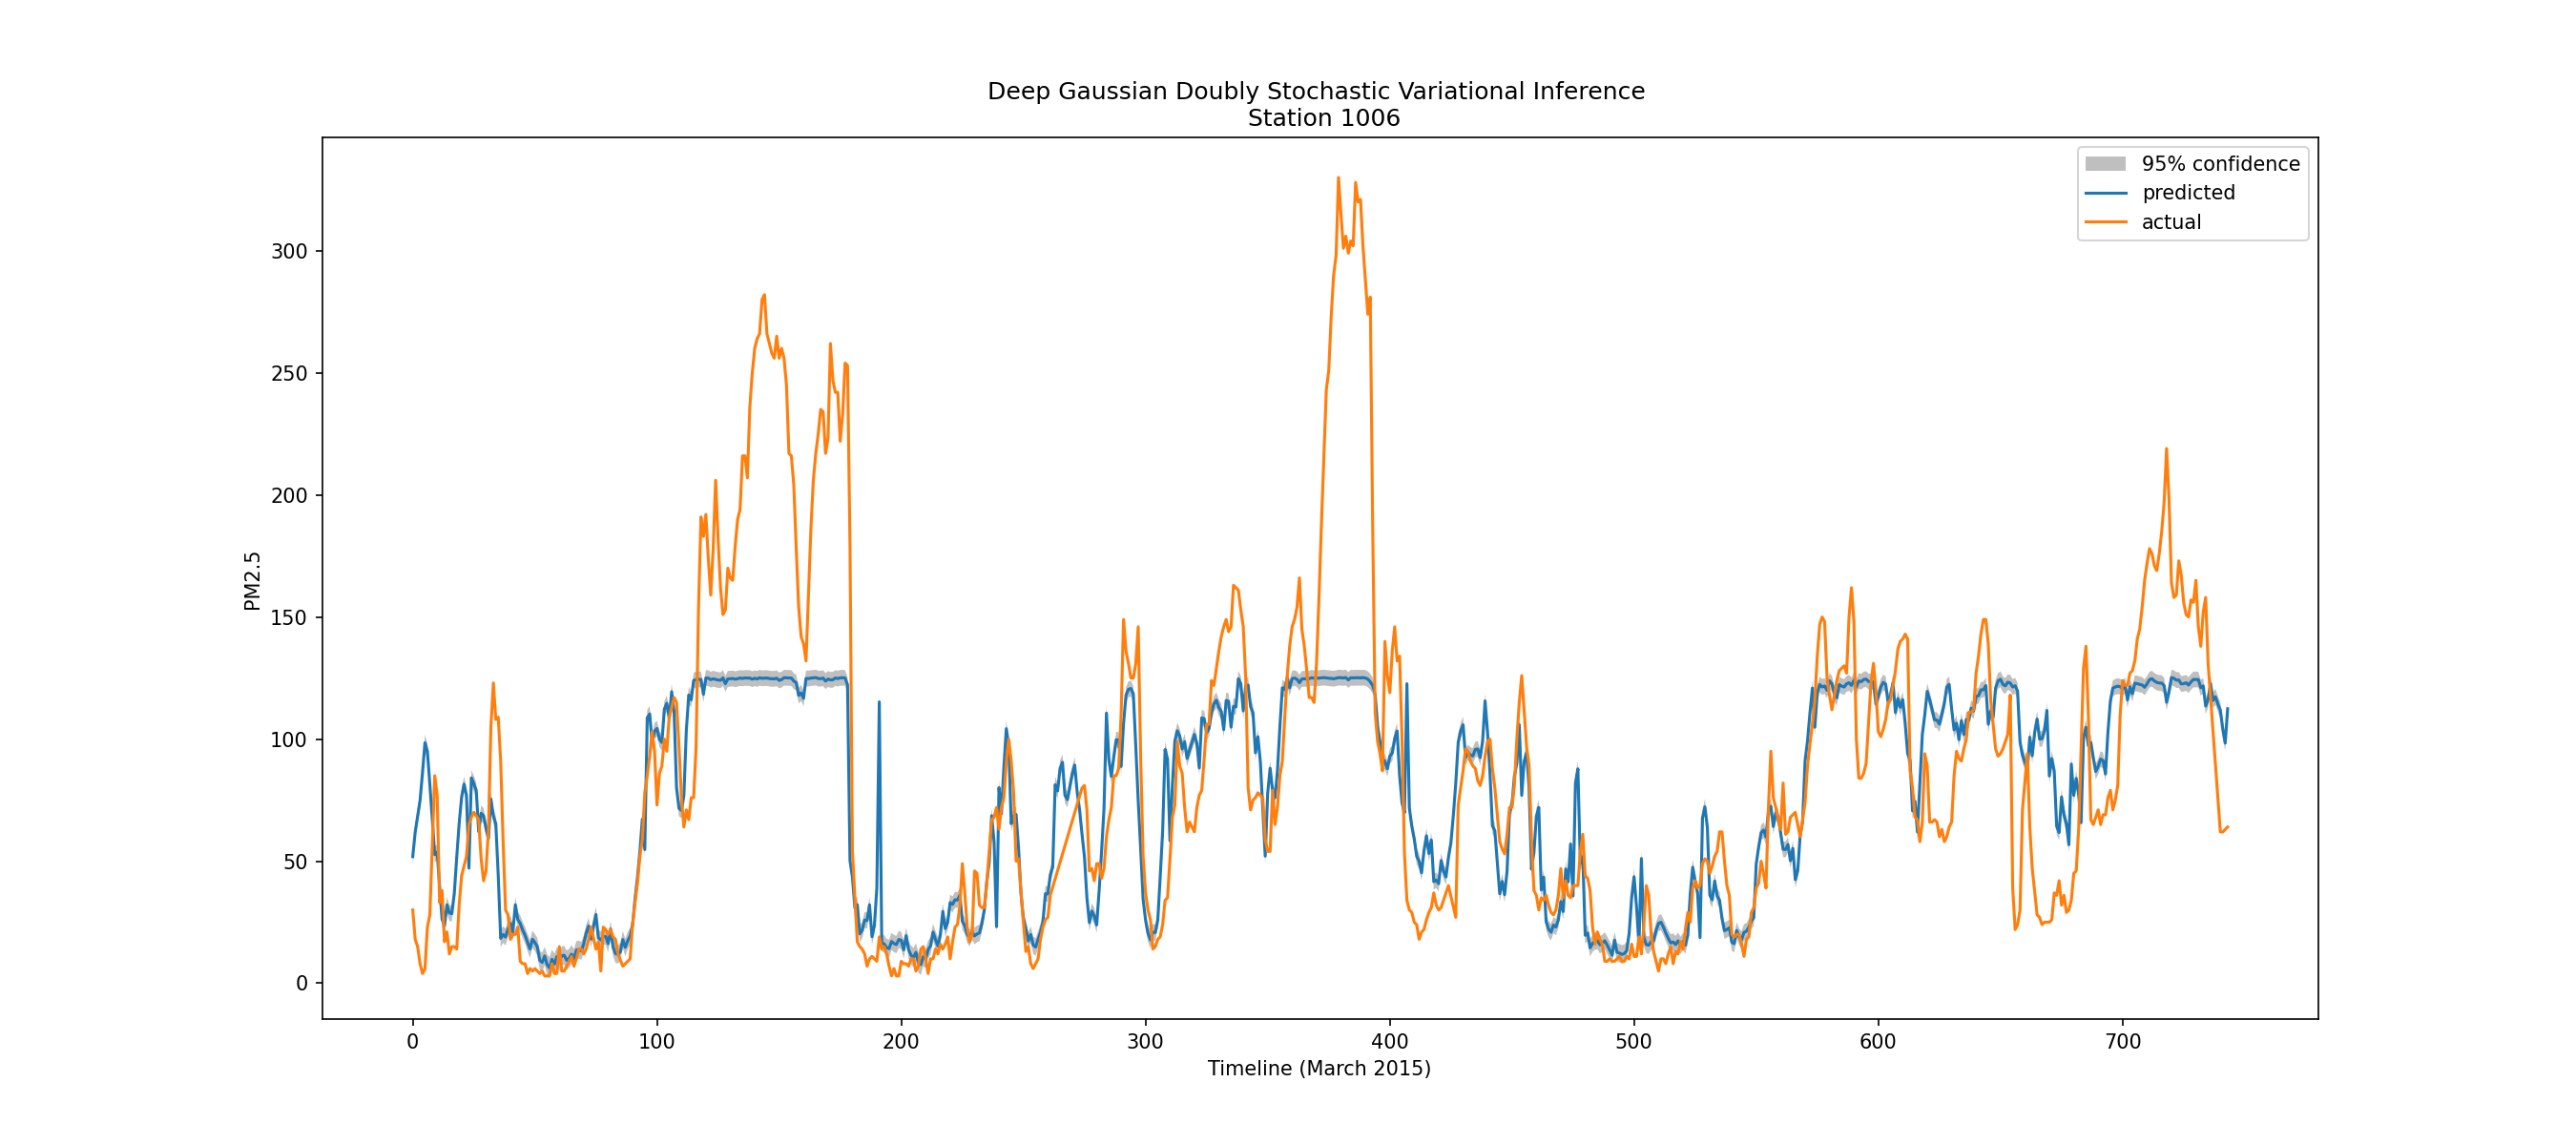 Deep Gaussian Doubly Stochastic Variational Inference
Station 1006
95% confidence
predicted
actual
300
250
200
150
100
50
0
PM2.5
0 100 200 300 400 500 600 700
Timeline (March 2015)